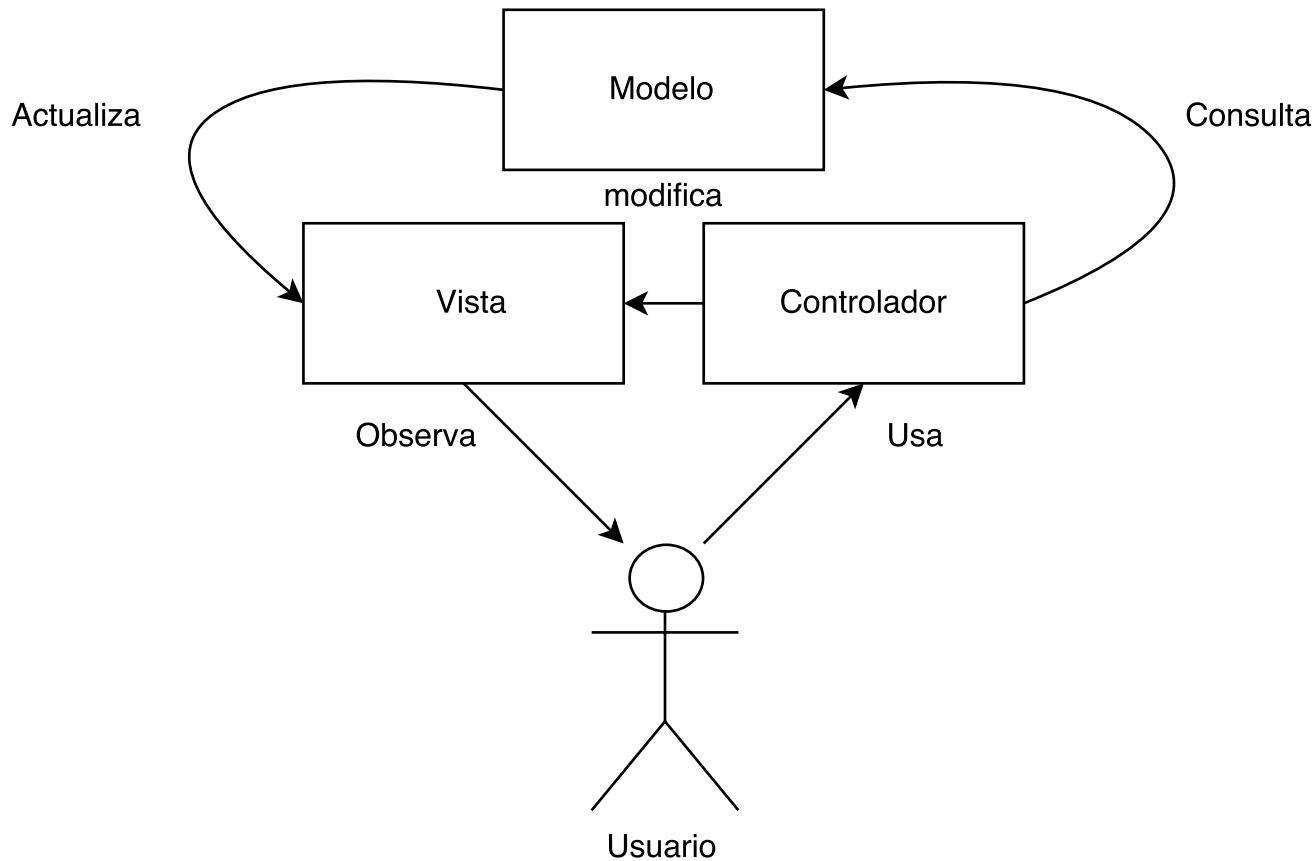 Modelo
Actualiza
Consulta
modifica
Vista
Controlador
Observa
Usa
Usuario